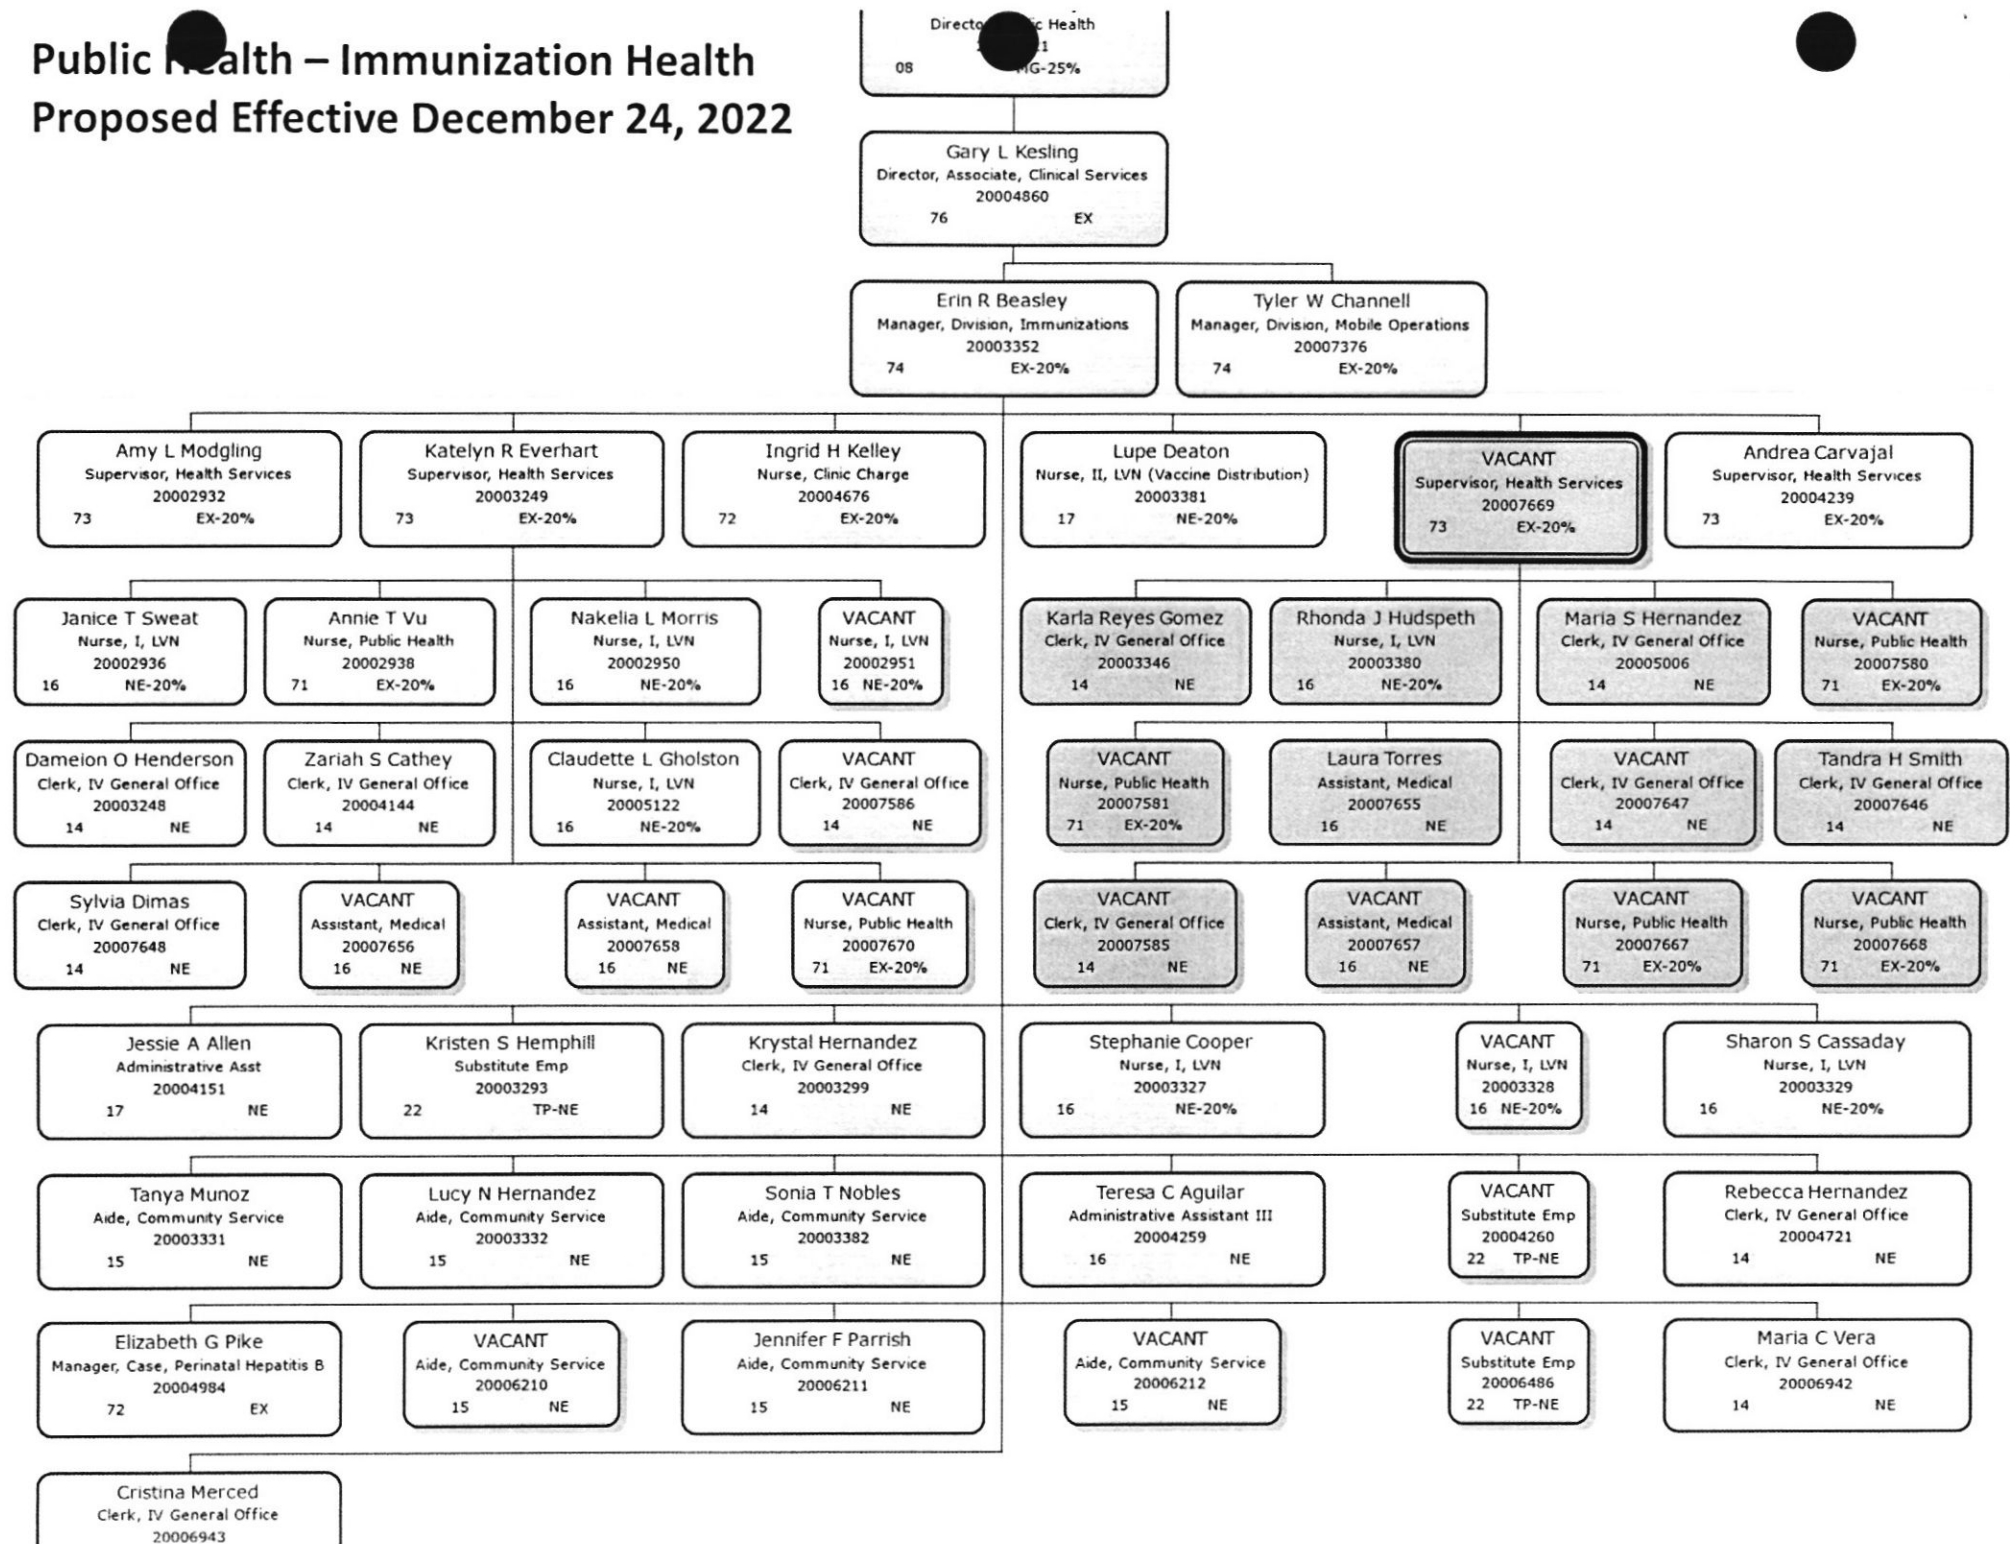 Public Health – Immunization Health
Proposed Effective December 24, 2022
Health
08 MG-25%
Gary L Kesling
Director, Associate, Clinical Services
20004860
76 EX
Erin R Beasley
Manager, Division, Immunizations
20003352
74 EX-20%
Tyler W Channell
Manager, Division, Mobile Operations
20007376
74 EX-20%
Amy L Modgling
Supervisor, Health Services
20002932
73 EX-20%
Katelyn R Everhart
Supervisor, Health Services
20003249
73 EX-20%
Ingrid H Kelley
Nurse, Clinic Charge
20004676
72 EX-20%
Lupe Deaton
Nurse, II, LVN (Vaccine Distribution)
20003381
17 NE-20%
VACANT
Supervisor, Health Services
20007669
73 EX-20%
Andrea Carvajal
Supervisor, Health Services
20004239
73 EX-20%
Janice T Sweat
Nurse, I, LVN
20002936
16 NE-20%
Annie T Vu
Nurse, Public Health
20002938
71 EX-20%
Nakelia L Morris
Nurse, I, LVN
20002950
16 NE-20%
VACANT
Nurse, I, LVN
20002951
16 NE-20%
Karla Reyes Gomez
Clerk, IV General Office
20003346
14 NE
Rhonda J Hudspeth
Nurse, I, LVN
20003380
16 NE-20%
Maria S Hernandez
Clerk, IV General Office
20005006
14 NE
VACANT
Nurse, Public Health
20007580
71 EX-20%
Dameion O Henderson
Clerk, IV General Office
20003248
14 NE
Zariah S Cathey
Clerk, IV General Office
20004144
14 NE
Claudette L Gholston
Nurse, I, LVN
20005122
16 NE-20%
VACANT
Clerk, IV General Office
20007586
14 NE
VACANT
Nurse, Public Health
20007581
71 EX-20%
Laura Torres
Assistant, Medical
20007655
16 NE
VACANT
Clerk, IV General Office
20007647
14 NE
Tandra H Smith
Clerk, IV General Office
20007646
14 NE
Sylvia Dimas
Clerk, IV General Office
20007648
14 NE
VACANT
Assistant, Medical
20007656
16 NE
VACANT
Assistant, Medical
20007658
16 NE
VACANT
Nurse, Public Health
20007670
71 EX-20%
VACANT
Clerk, IV General Office
20007585
14 NE
VACANT
Assistant, Medical
20007657
16 NE
VACANT
Nurse, Public Health
20007667
71 EX-20%
VACANT
Nurse, Public Health
20007668
71 EX-20%
Jessie A Allen
Administrative Asst
20004151
17 NE
Kristen S Hemphill
Substitute Emp
20003293
22 TP-NE
Krystal Hernandez
Clerk, IV General Office
20003299
14 NE
Stephanie Cooper
Nurse, I, LVN
20003327
16 NE-20%
VACANT
Nurse, I, LVN
20003328
16 NE-20%
Sharon S Cassaday
Nurse, I, LVN
20003329
16 NE-20%
Tanya Munoz
Aide, Community Service
20003331
15 NE
Lucy N Hernandez
Aide, Community Service
20003332
15 NE
Sonia T Nobles
Aide, Community Service
20003382
15 NE
Teresa C Aguilar
Administrative Assistant III
20004259
16 NE
VACANT
Substitute Emp
20004260
22 TP-NE
Rebecca Hernandez
Clerk, IV General Office
20004721
14 NE
Elizabeth G Pike
Manager, Case, Perinatal Hepatitis B
20004984
72 EX
VACANT
Aide, Community Service
20006210
15 NE
Jennifer F Parrish
Aide, Community Service
20006211
15 NE
VACANT
Aide, Community Service
20006212
15 NE
VACANT
Substitute Emp
20006486
22 TP-NE
Maria C Vera
Clerk, IV General Office
20006942
14 NE
Cristina Merced
Clerk, IV General Office
20006943